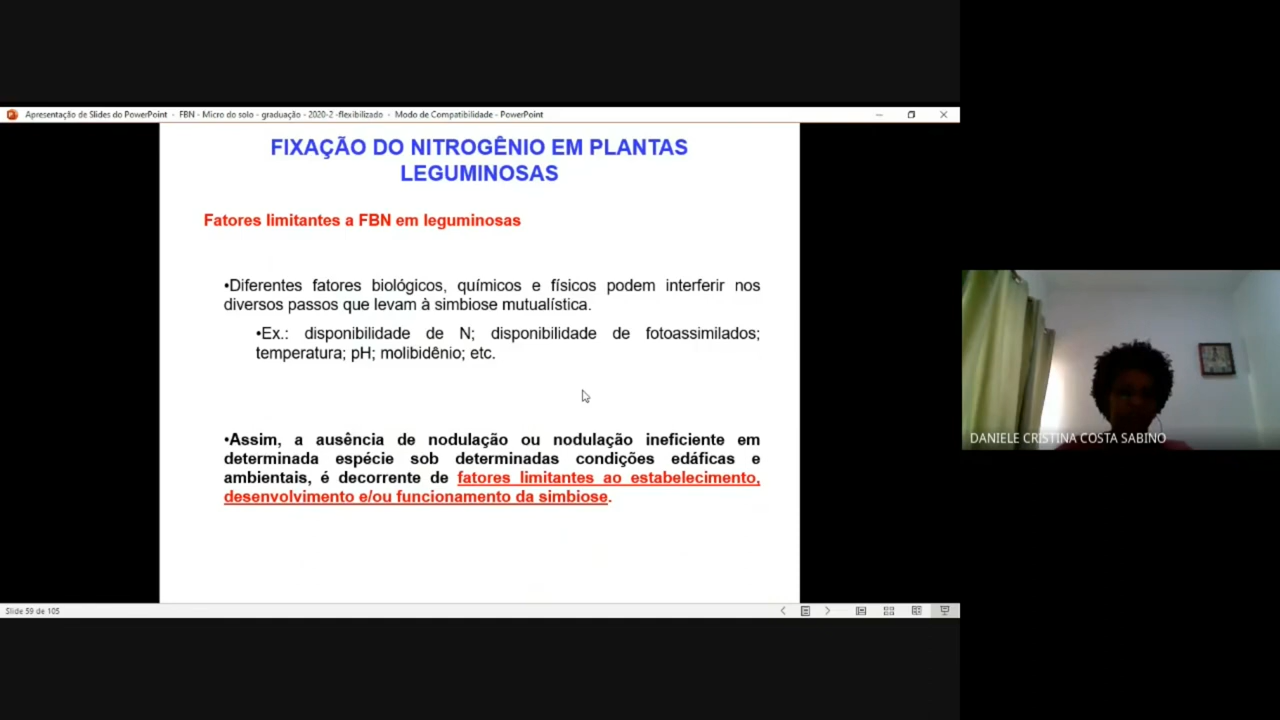 Apresentação de Slides do PowerPoint - FBN - Micro do solo - graduação - 2020-2 -flexibilizado - Modo de Compatibilidade - PowerPoint
FIXAÇÃO DO NITROGÊNIO EM PLANTAS
LEGUMINOSAS
Fatores limitantes a FBN em leguminosas
•Diferentes fatores biológicos, químicos e físicos podem interferir nos
diversos passos que levam à simbiose mutualística.
•Ex.: disponibilidade de N; disponibilidade de fotoassimilados;
temperatura; pH; molibidênio; etc.
•Assim, a ausência de nodulação ou nodulação ineficiente em
determinada espécie sob determinadas condições edáficas e
ambientais, é decorrente de fatores limitantes ao estabelecimento,
desenvolvimento e/ou funcionamento da simbiose.
DANIELE CRISTINA COSTA SABINO
Slide 59 de 105